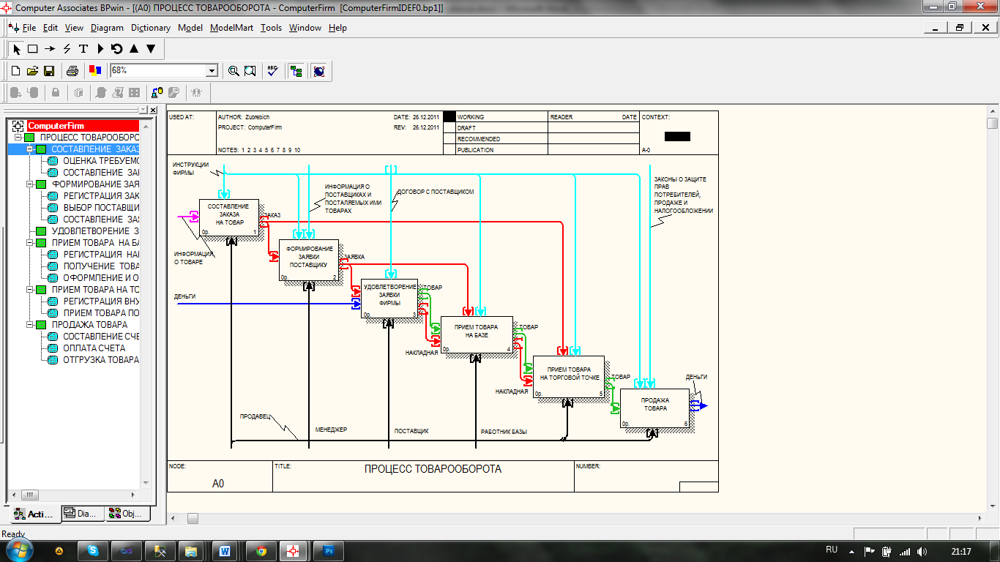 Computer Associates BPwin - [(A0) ПРОЦЕСС ТОВАРООБОРОТА - ComputerFirm [ComputerFirmIDEF0.bp1]]
File Edit View Diagram Dictionary Model ModelMart Tools Window Help
68%
ComputerFirm
ПРОЦЕСС ТОВАРООБОРО
СОСТАВЛЕНИЕ ЗАКАЗ
ОЦЕНКА ТРЕБУЕМО
СОСТАВЛЕНИЕ ЗАК
ФОРМИРОВАНИЕ ЗАЯ
РЕГИСТРАЦИЯ ЗАК
ВЫБОР ПОСТАВЩИ
СОСТАВЛЕНИЕ ЗАЯ
УДОВЛЕТВОРЕНИЕ З
ПРИЕМ ТОВАРА НА БА
РЕГИСТРАЦИЯ НАК
ПОЛУЧЕНИЕ ТОВА
ОФОРМЛЕНИЕ И О
ПРИЕМ ТОВАРА НА ТО
РЕГИСТРАЦИЯ ВНУ
ПРИЕМ ТОВАРА ПО
ПРОДАЖА ТОВАРА
СОСТАВЛЕНИЕ СЧЕ
ОПЛАТА СЧЕТА
ОТГРУЗКА ТОВАРА
Acti... Dia... Obj...
USED AT:
AUTHOR: Zubrebich
DATE: 26.12.2011
PROJECT: ComputerFirm
REV: 26.12.2011
NOTES: 1 2 3 4 5 6 7 8 9 10
WORKING
DRAFT
RECOMMENDED
PUBLICATION
READER
DATE
CONTEXT:
A-0
ИНСТРУКЦИИ
ФИРМЫ
ИНФОРМАЦИЯ О
ПОСТАВЩИКАХ И
ПОСТАЛЯЕМЫХ ИМИ
ТОВАРАХ
ДОГОВОР С ПОСТАВЩИКОМ
ЗАКОНЫ О ЗАЩИТЕ
ПРАВ
ПОТРЕБИТЕЛЕЙ,
ПРОДАЖЕ И
НАЛОГООБЛОЖЕНИИ
СОСТАВЛЕНИЕ
ЗАКАЗА
НА ТОВАР
0р. 1
ЗАКАЗ
ИНФОРМАЦИЯ
О ТОВАРЕ
ФОРМИРОВАНИЕ
ЗАЯВКИ
ПОСТАВЩИКУ
0р. 2
ЗАЯВКА
ДЕНЬГИ
УДОВЛЕТВОРЕНИЕ
ЗАЯВКИ
ФИРМЫ
0р. 3
ТОВАР
НАКЛАДНАЯ
ПРИЕМ ТОВАРА
НА БАЗЕ
0р. 4
ТОВАР
НАКЛАДНАЯ
ПРИЕМ ТОВАРА
НА ТОРГОВОЙ ТОЧКЕ
0р. 5
ТОВАР
ПРОДАЖА
ТОВАРА
0р. 6
ДЕНЬГИ
ПРОДАВЕЦ
МЕНЕДЖЕР
ПОСТАВЩИК
РАБОТНИК БАЗЫ
NODE:
A0
TITLE:
ПРОЦЕСС ТОВАРООБОРОТА
NUMBER:
Ready
RU
21:17